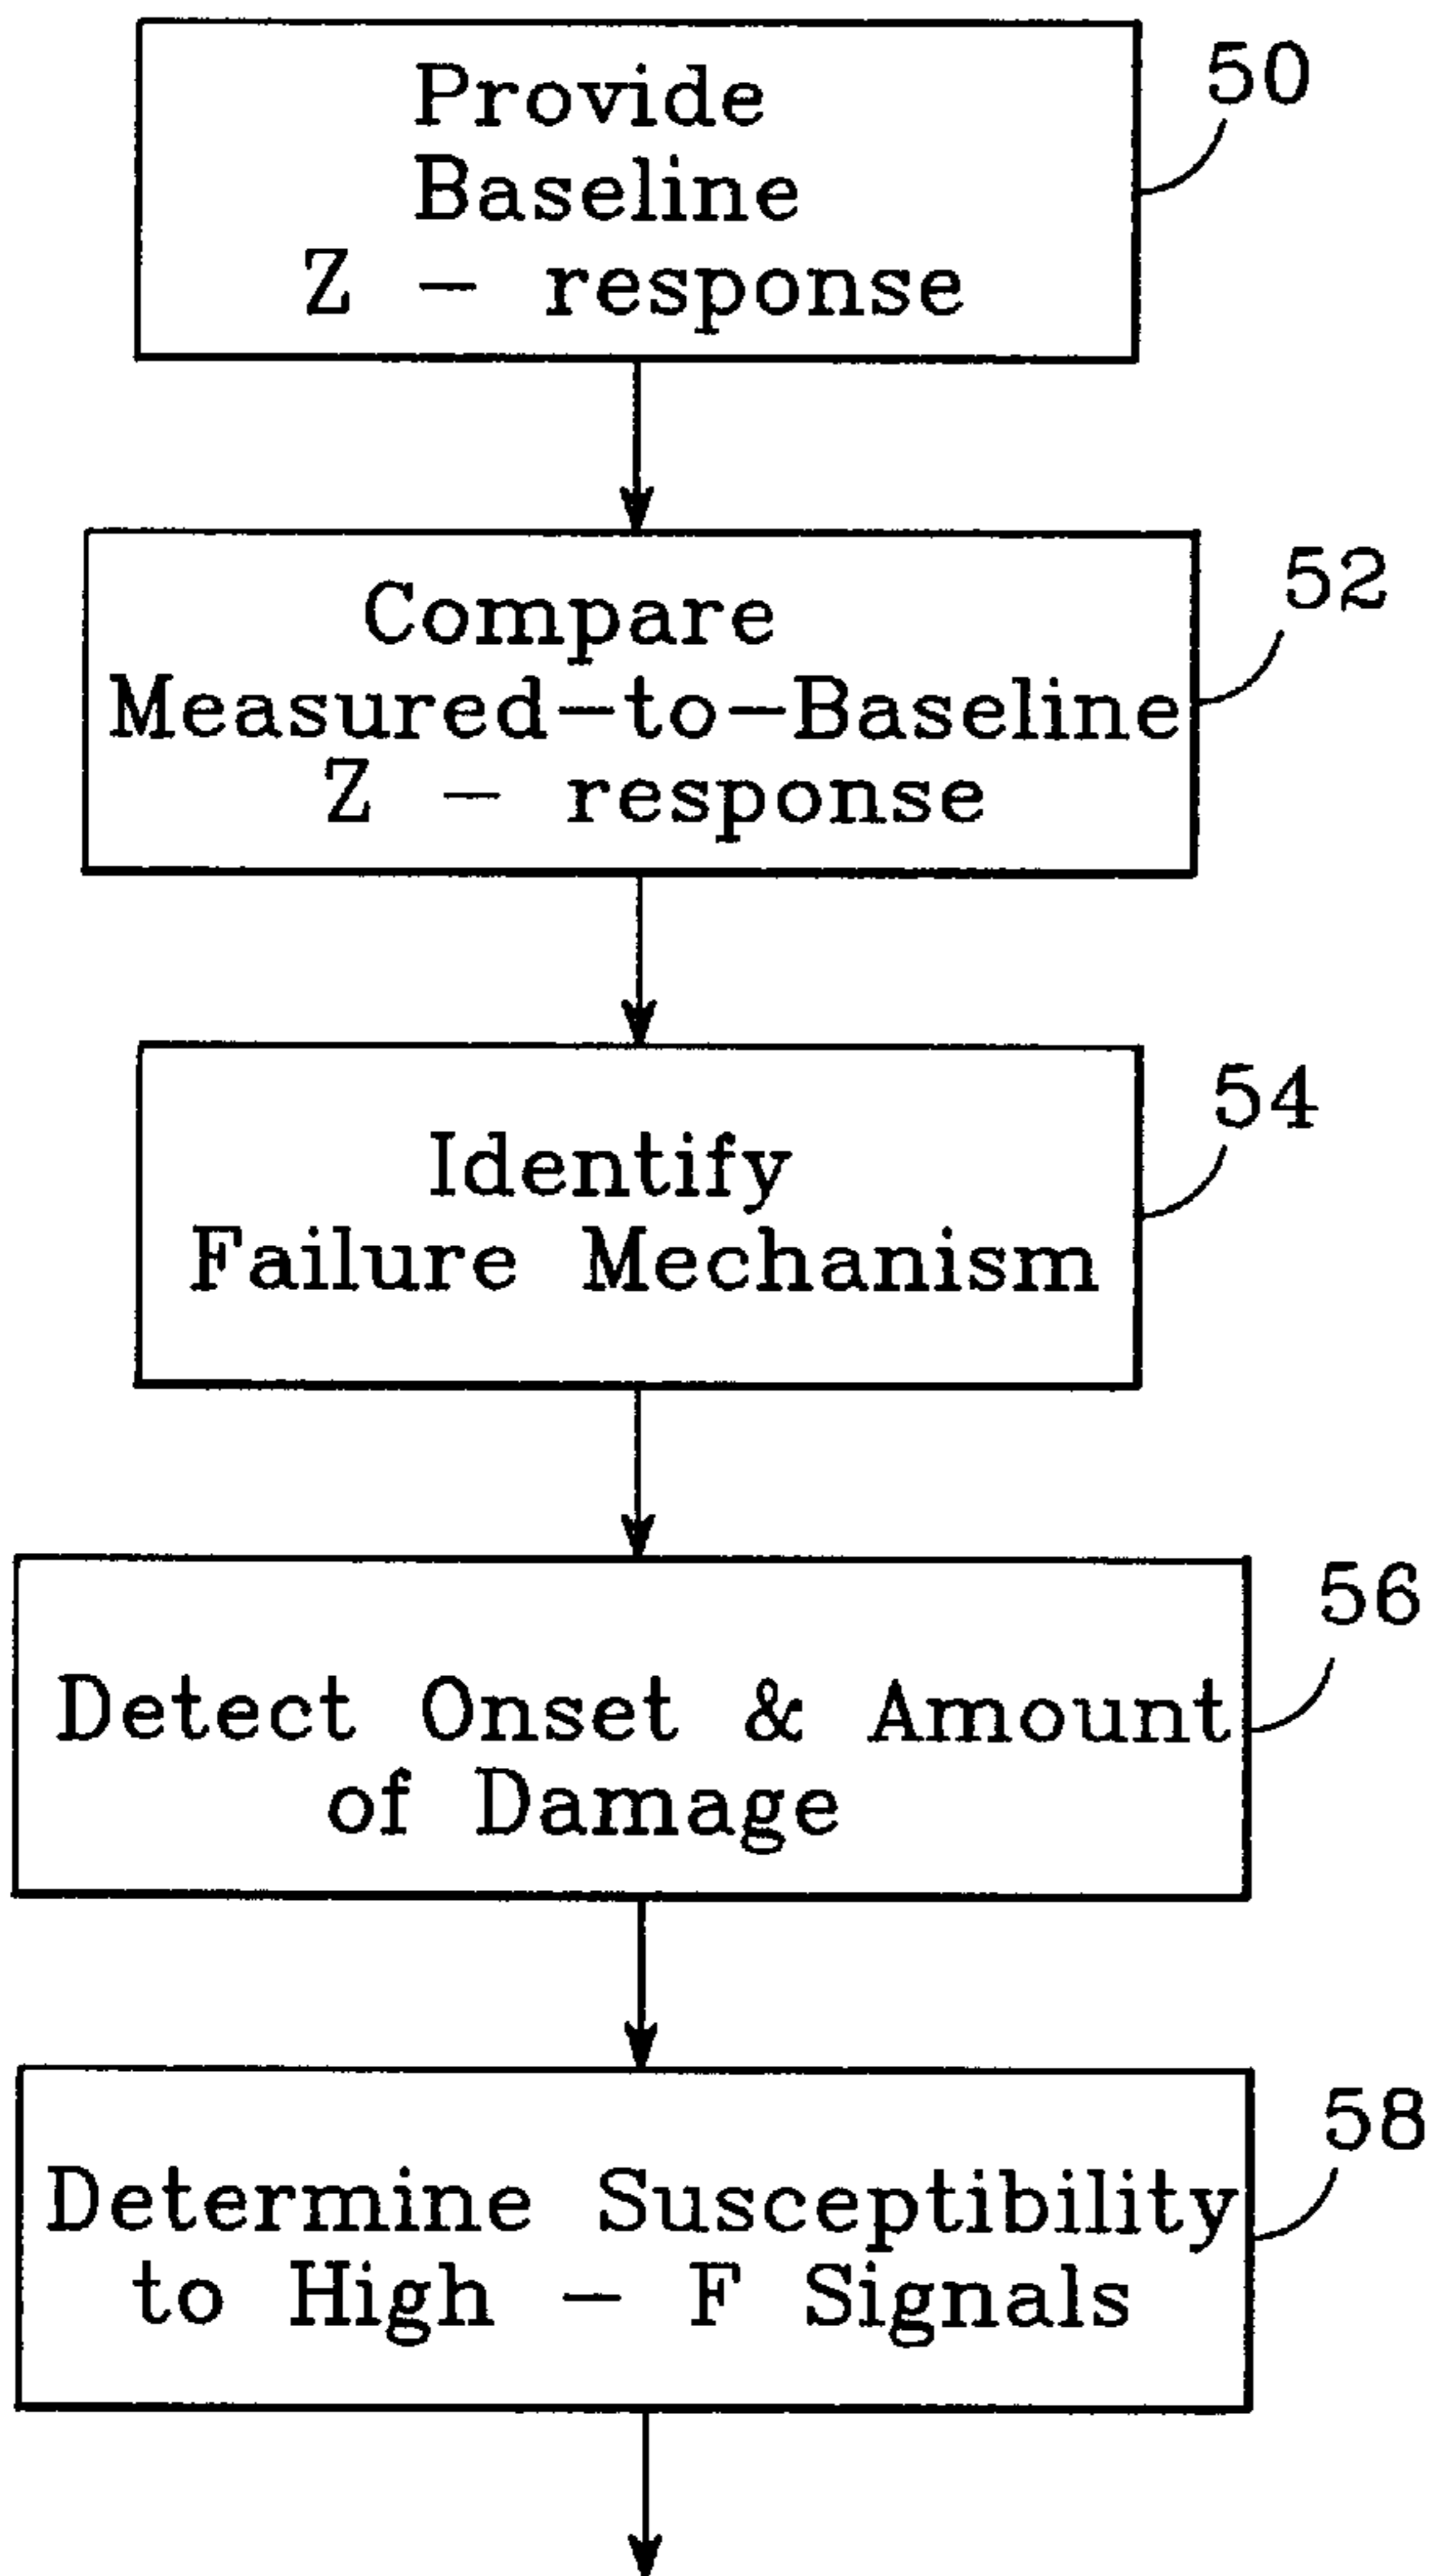 Provide
Baseline
Z - response
50
Compare
Measured-to-Baseline
Z - response
52
Identify
Failure Mechanism
54
Detect Onset & Amount
of Damage
56
Determine Susceptibility
to High - F Signals
58